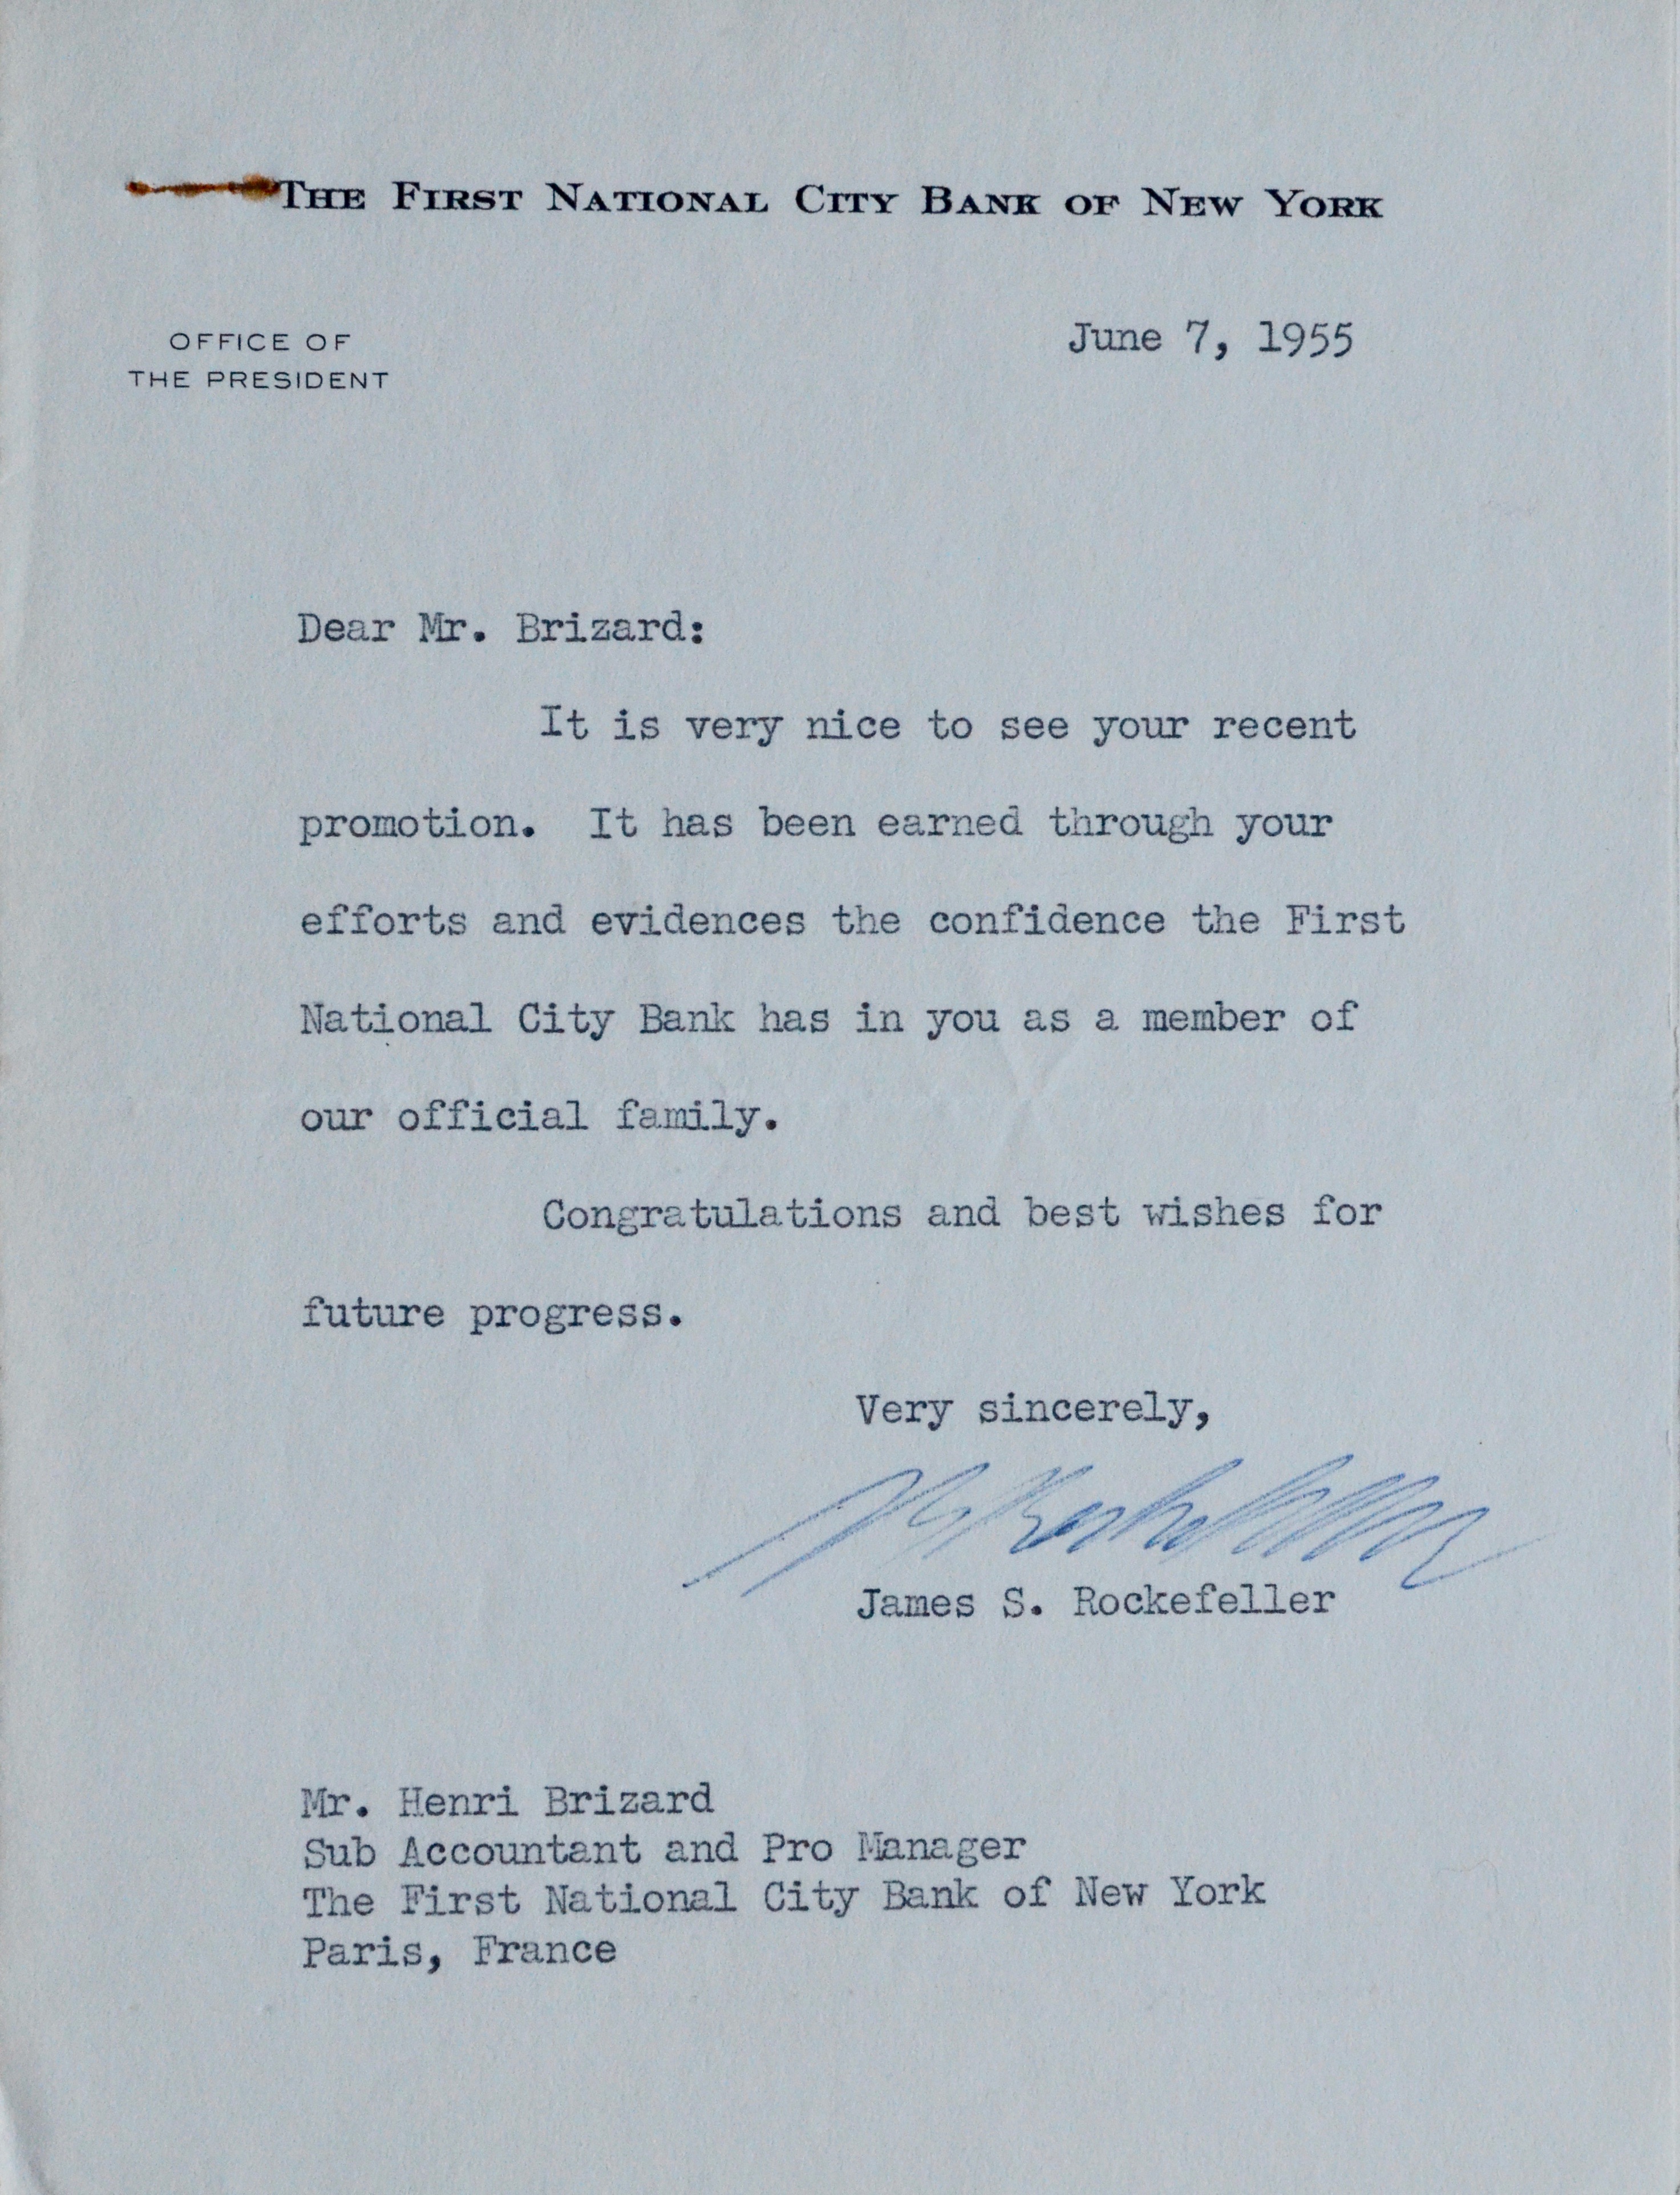 THE FIRST NATIONAL CITY BANK OF NEW YORK
OFFICE OF
THE PRESIDENT
June 7, 1955
Dear Mr. Brizard:
It is very nice to see your recent
promotion. It has been earned through your
efforts and evidences the confidence the First
National City Bank has in you as a member of
our official family.
Congratulations and best wishes for
future progress.
Very sincerely,
James S. Rockefeller
Mr. Henri Brizard
Sub Accountant and Pro Manager
The First National City Bank of New York
Paris, France